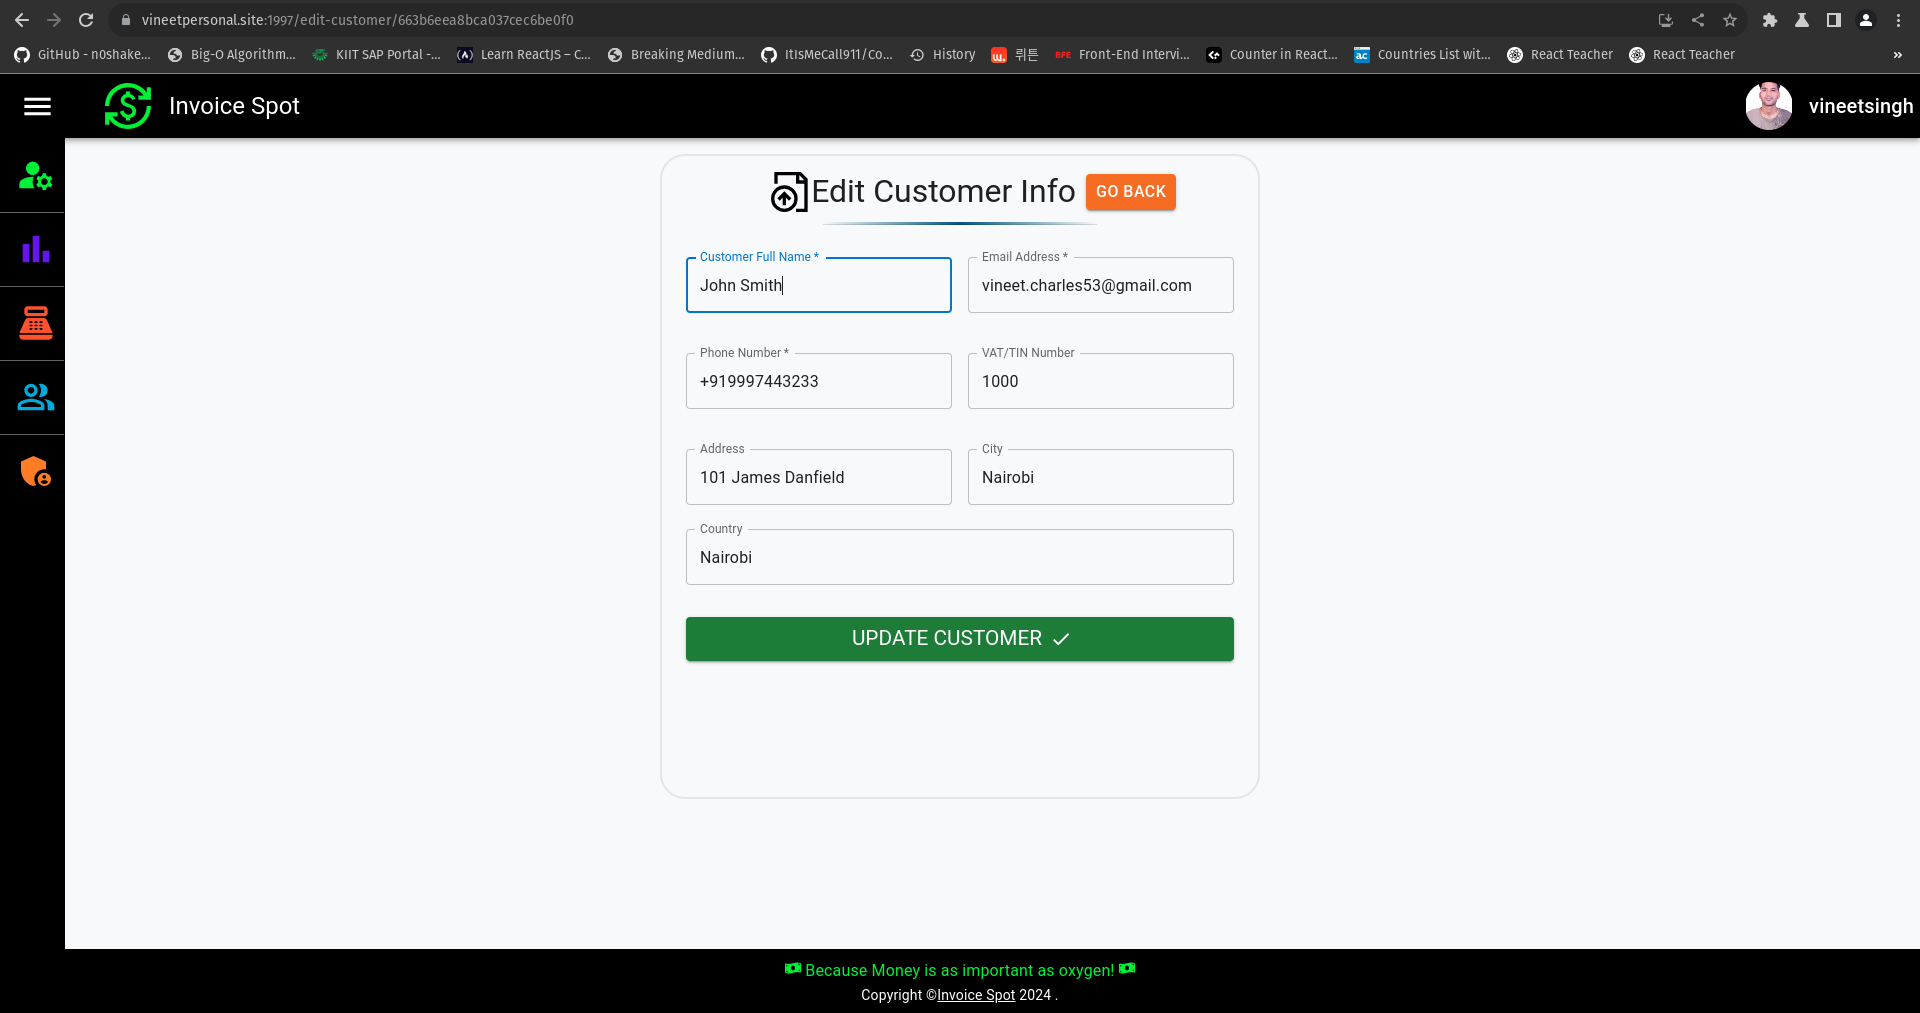 vineetpersonal.site:1997/edit-customer/663b6eea8bca037cec6be0f0
GitHub - n0shake... Big-O Algorithm... KIIT SAP Portal -... Learn ReactJS – C... Breaking Medium... ItIsMeCall911/Co... History 뤼튼 Front-End Intervi... Counter in React... Countries List wit... React Teacher React Teacher »
Invoice Spot vineetsingh
Edit Customer Info GO BACK
Customer Full Name * Email Address *
John Smith vineet.charles53@gmail.com
Phone Number * VAT/TIN Number
+919997443233 1000
Address City
101 James Danfield Nairobi
Country
Nairobi
UPDATE CUSTOMER
Because Money is as important as oxygen!
Copyright ©Invoice Spot 2024 .